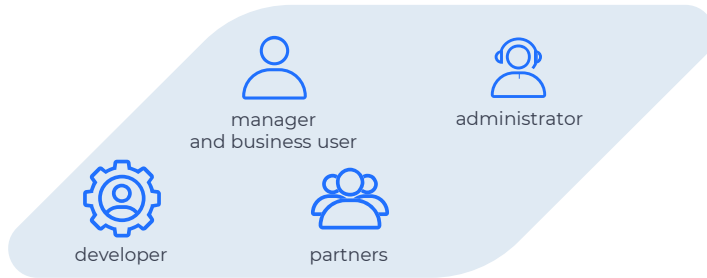 manager
and business user
administrator
developer
partners